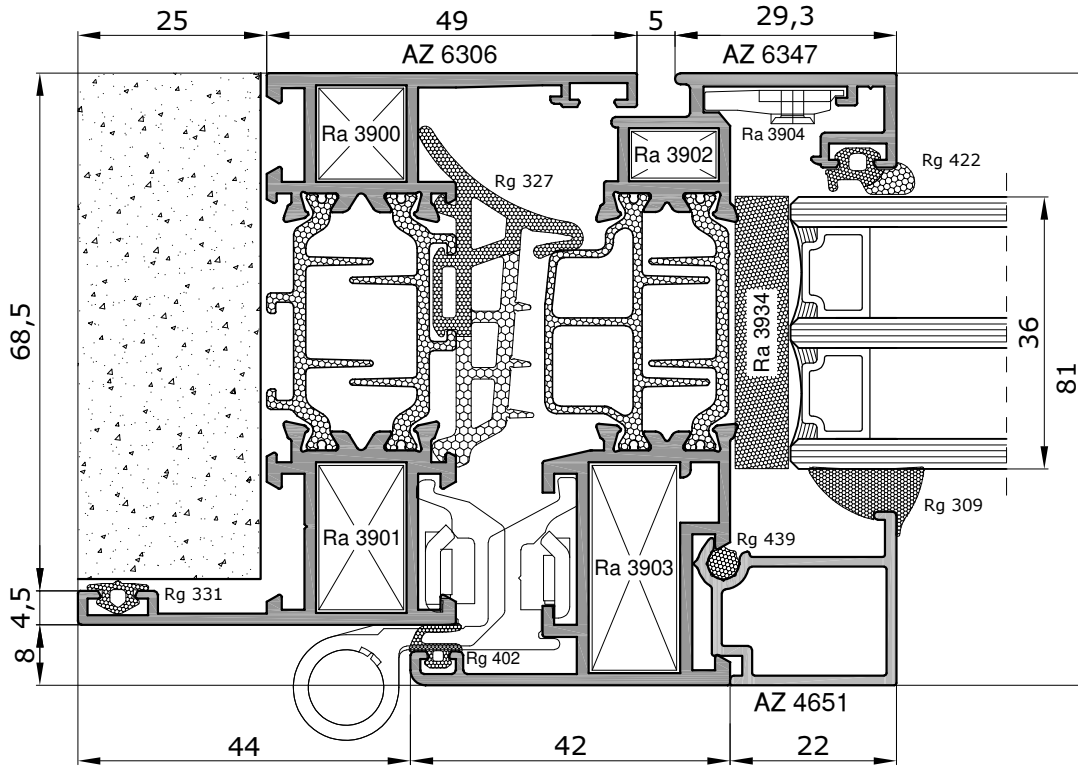 25
49
5
29,3
AZ 6306
AZ 6347
Ra 3900
Ra 3902
Ra 3904
Rg 422
Rg 327
68,5
Ra 3934
36
81
Rg 309
Ra 3901
Ra 3903
Rg 439
Rg 331
4,5
8
Rg 402
AZ 4651
44
42
22